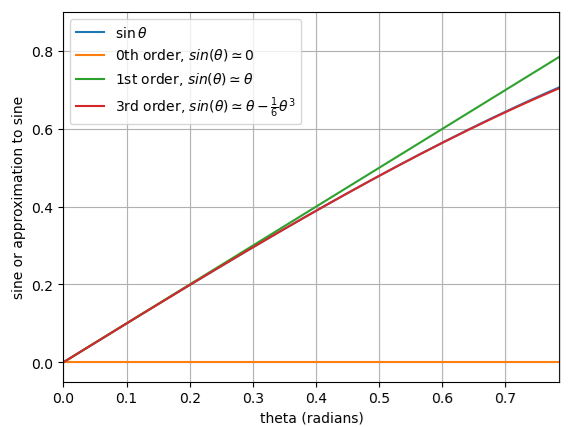 sin θ
0th order, sin(θ) ≃ 0
1st order, sin(θ) ≃ θ
3rd order, sin(θ) ≃ θ − 1/6 θ³
0.8
0.6
0.4
0.2
0.0
sine or approximation to sine
0.0 0.1 0.2 0.3 0.4 0.5 0.6 0.7
theta (radians)